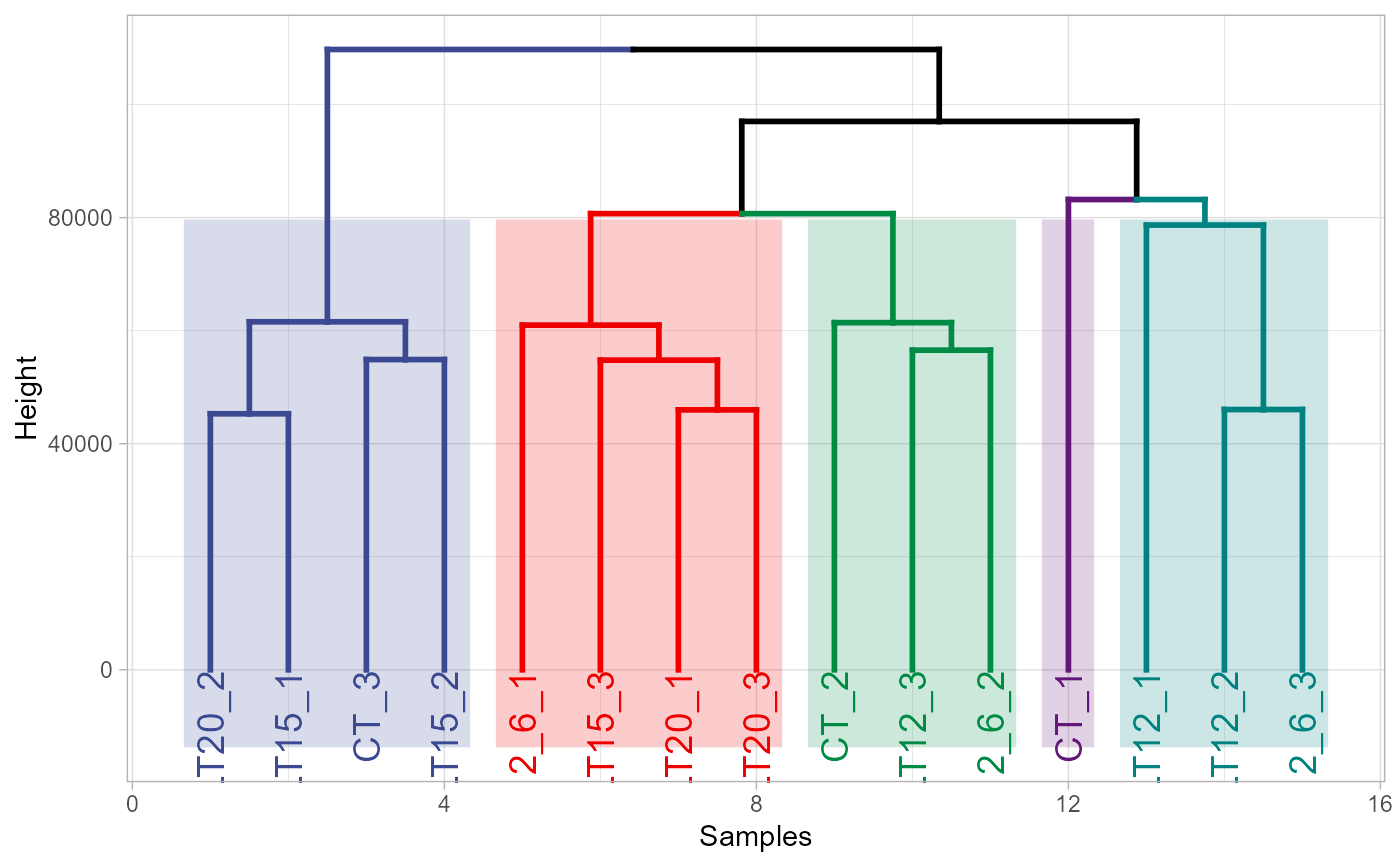 Height
80000
40000
0
.T20_2
.T15_1
CT_3
.T15_2
2_6_1
.T15_3
.T20_1
.T20_3
CT_2
.T12_3
2_6_2
CT_1
.T12_1
.T12_2
2_6_3
0 4 8 12 16
Samples